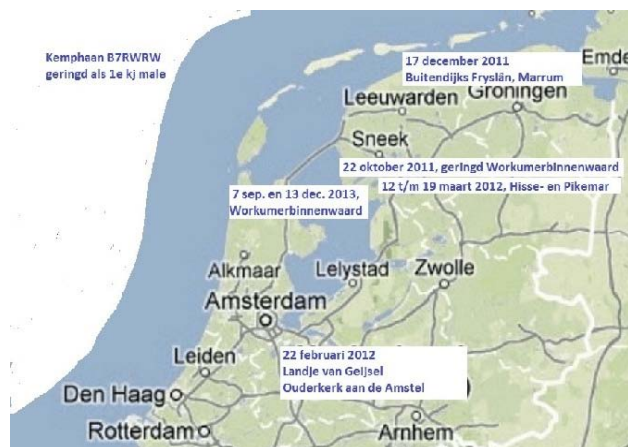 Kemphaan B7RWRW
geringd als 1e kj male
17 december 2011
Buitendijks Fryslân, Marrum
Emde
Leeuwarden
Groningen
Sneek
22 oktober 2011, geringd Workumerbinnenwaard
12 t/m 19 maart 2012, Hisse- en Pikemar
7 sep. en 13 dec. 2013,
Workumerbinnenwaard
Alkmaar
Lelystad
Zwolle
Amsterdam
22 februari 2012
Landje van Geijsel
Ouderkerk aan de Amstel
Leiden
Den Haag
Rotterdam
Arnhem